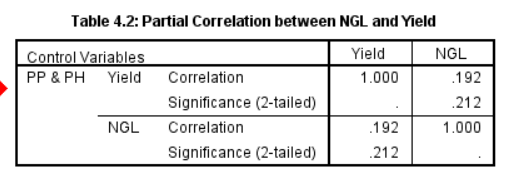 Table 4.2: Partial Correlation between NGL and Yield
Control Variables Yield NGL
PP & PH Yield Correlation 1.000 .192
Significance (2-tailed) . .212
NGL Correlation .192 1.000
Significance (2-tailed) .212 .